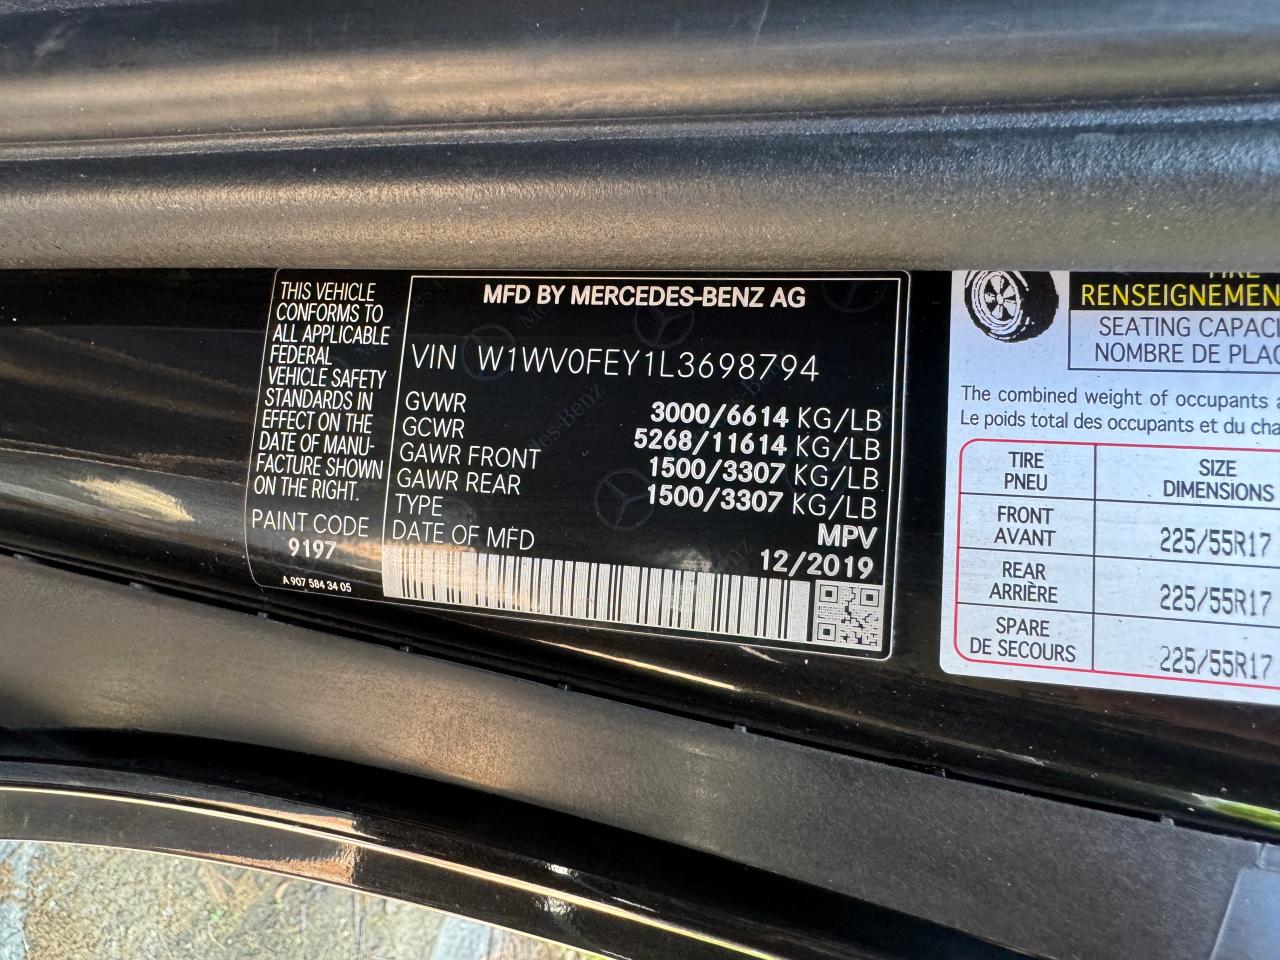 THIS VEHICLE
CONFORMS TO
ALL APPLICABLE
FEDERAL
VEHICLE SAFETY
STANDARDS IN
EFFECT ON THE
DATE OF MANU-
FACTURE SHOWN
ON THE RIGHT.
PAINT CODE
9197
A 907 584 34 05
MFD BY MERCEDES-BENZ AG
VIN W1WV0FEY1L3698794
GVWR 3000/6614 KG/LB
GCWR 5268/11614 KG/LB
GAWR FRONT 1500/3307 KG/LB
GAWR REAR 1500/3307 KG/LB
TYPE MPV
DATE OF MFD 12/2019
TIRE
RENSEIGNEMEN
SEATING CAPACI
NOMBRE DE PLAC
The combined weight of occupants a
Le poids total des occupants et du cha
TIRE SIZE
PNEU DIMENSIONS
FRONT
AVANT 225/55R17
REAR
ARRIÈRE 225/55R17
SPARE
DE SECOURS 225/55R17